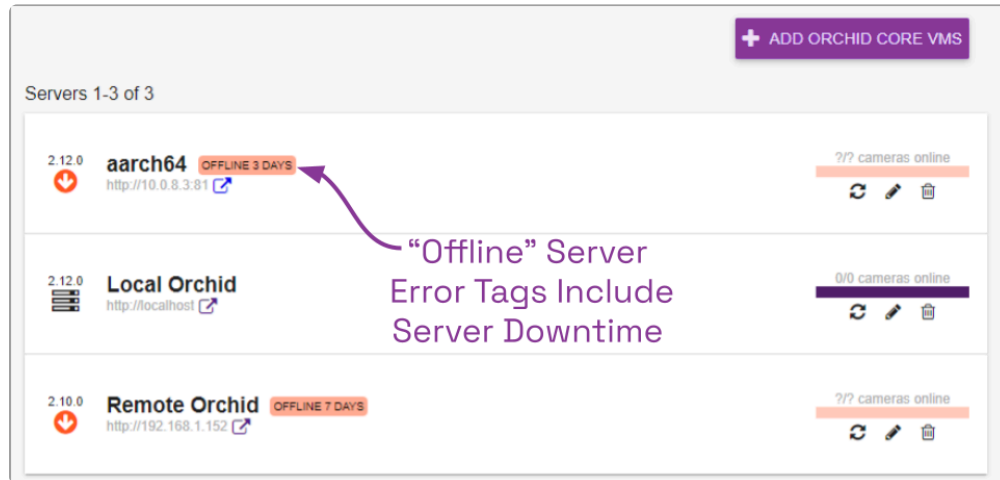 ADD ORCHID CORE VMS
Servers 1-3 of 3
2.12.0
aarch64 OFFLINE 3 DAYS
http://10.0.8.3:81
?/? cameras online
“Offline” Server
Error Tags Include
Server Downtime
2.12.0
Local Orchid
http://localhost
0/0 cameras online
2.10.0
Remote Orchid OFFLINE 7 DAYS
http://192.168.1.152
?/? cameras online